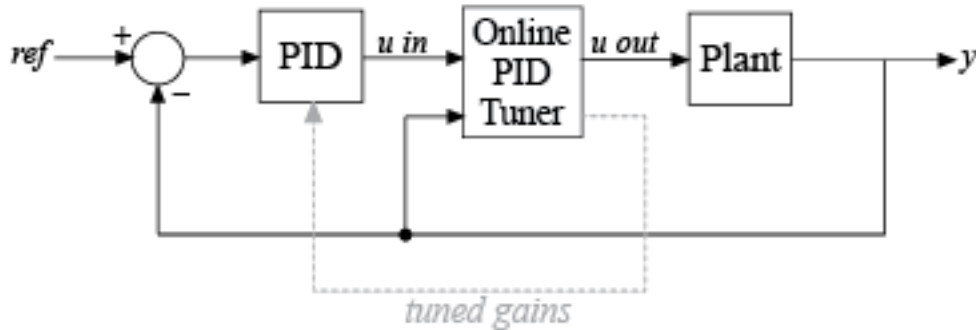 ref
+
−
PID
u in
Online
PID
Tuner
u out
Plant
y
tuned gains